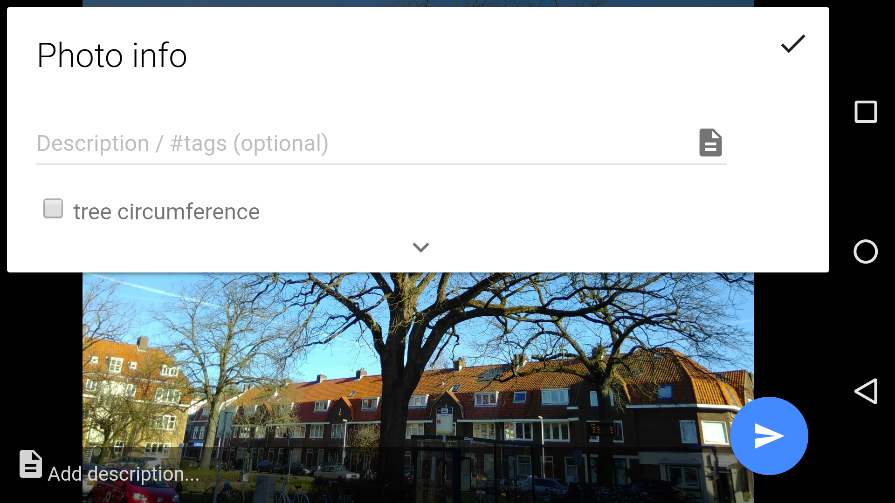 Photo info
Description / #tags (optional)
tree circumference
Add description...